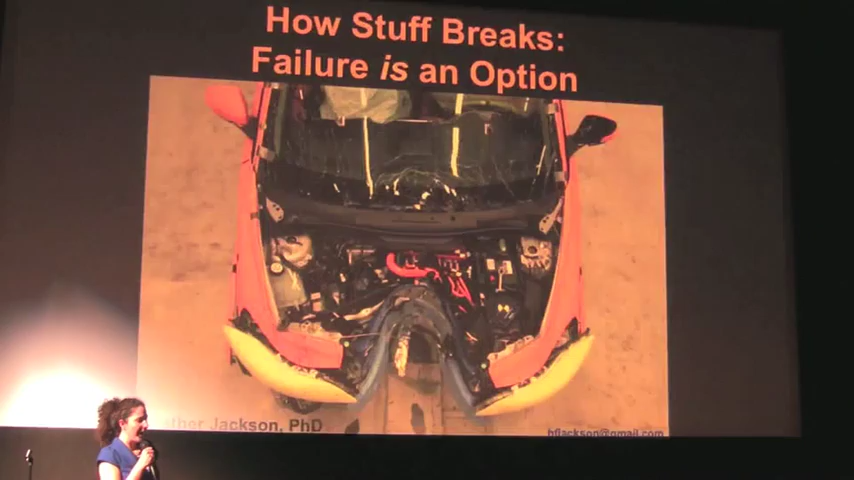 How Stuff Breaks:
Failure is an Option
Jackson, PhD
hfjackson@gmail.com